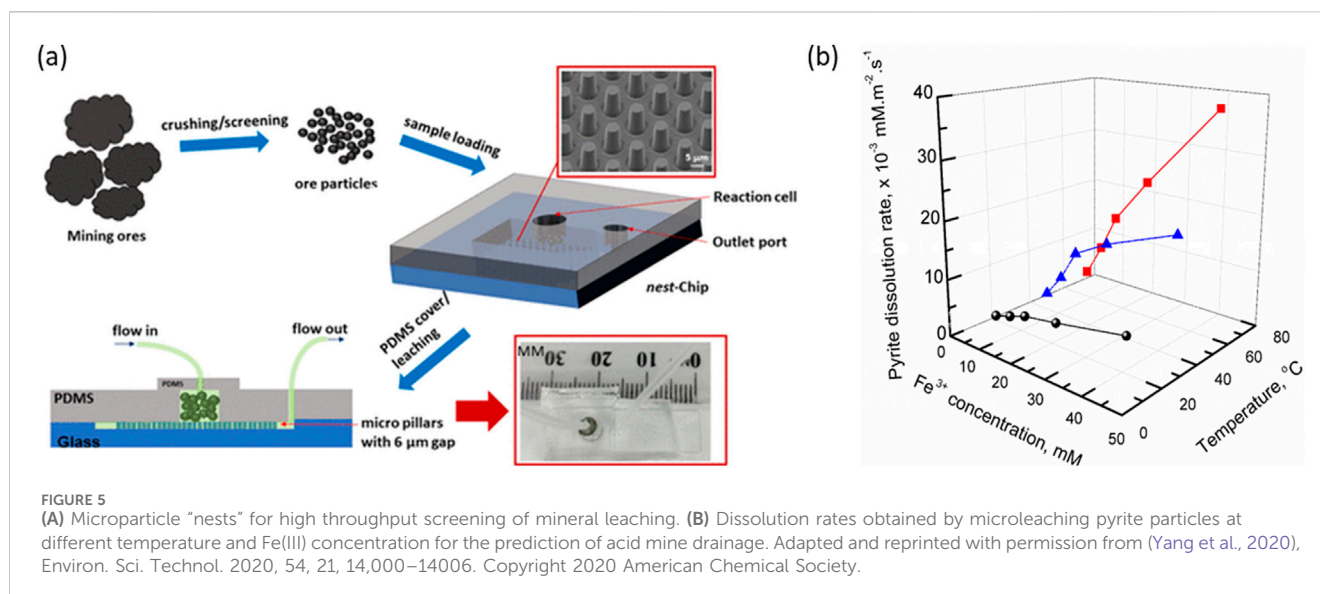 (a)
crushing/screening
sample loading
5 μm
ore particles
Mining ores
Reaction cell
Outlet port
nest-Chip
PDMS cover/
leaching
flow in
flow out
PDMS
PDMS
Glass
micro pillars
with 6 μm gap
MM
30 20 10 0
(b)
Pyrite dissolution rate, x 10⁻³ mM.m⁻².s⁻¹
40
30
20
10
0
0
10
20
30
40
50
Fe³⁺ concentration, mM
0
20
40
60
80
Temperature, °C
FIGURE 5
(A) Microparticle “nests” for high throughput screening of mineral leaching. (B) Dissolution rates obtained by microleaching pyrite particles at
different temperature and Fe(III) concentration for the prediction of acid mine drainage. Adapted and reprinted with permission from (Yang et al., 2020),
Environ. Sci. Technol. 2020, 54, 21, 14,000–14006. Copyright 2020 American Chemical Society.